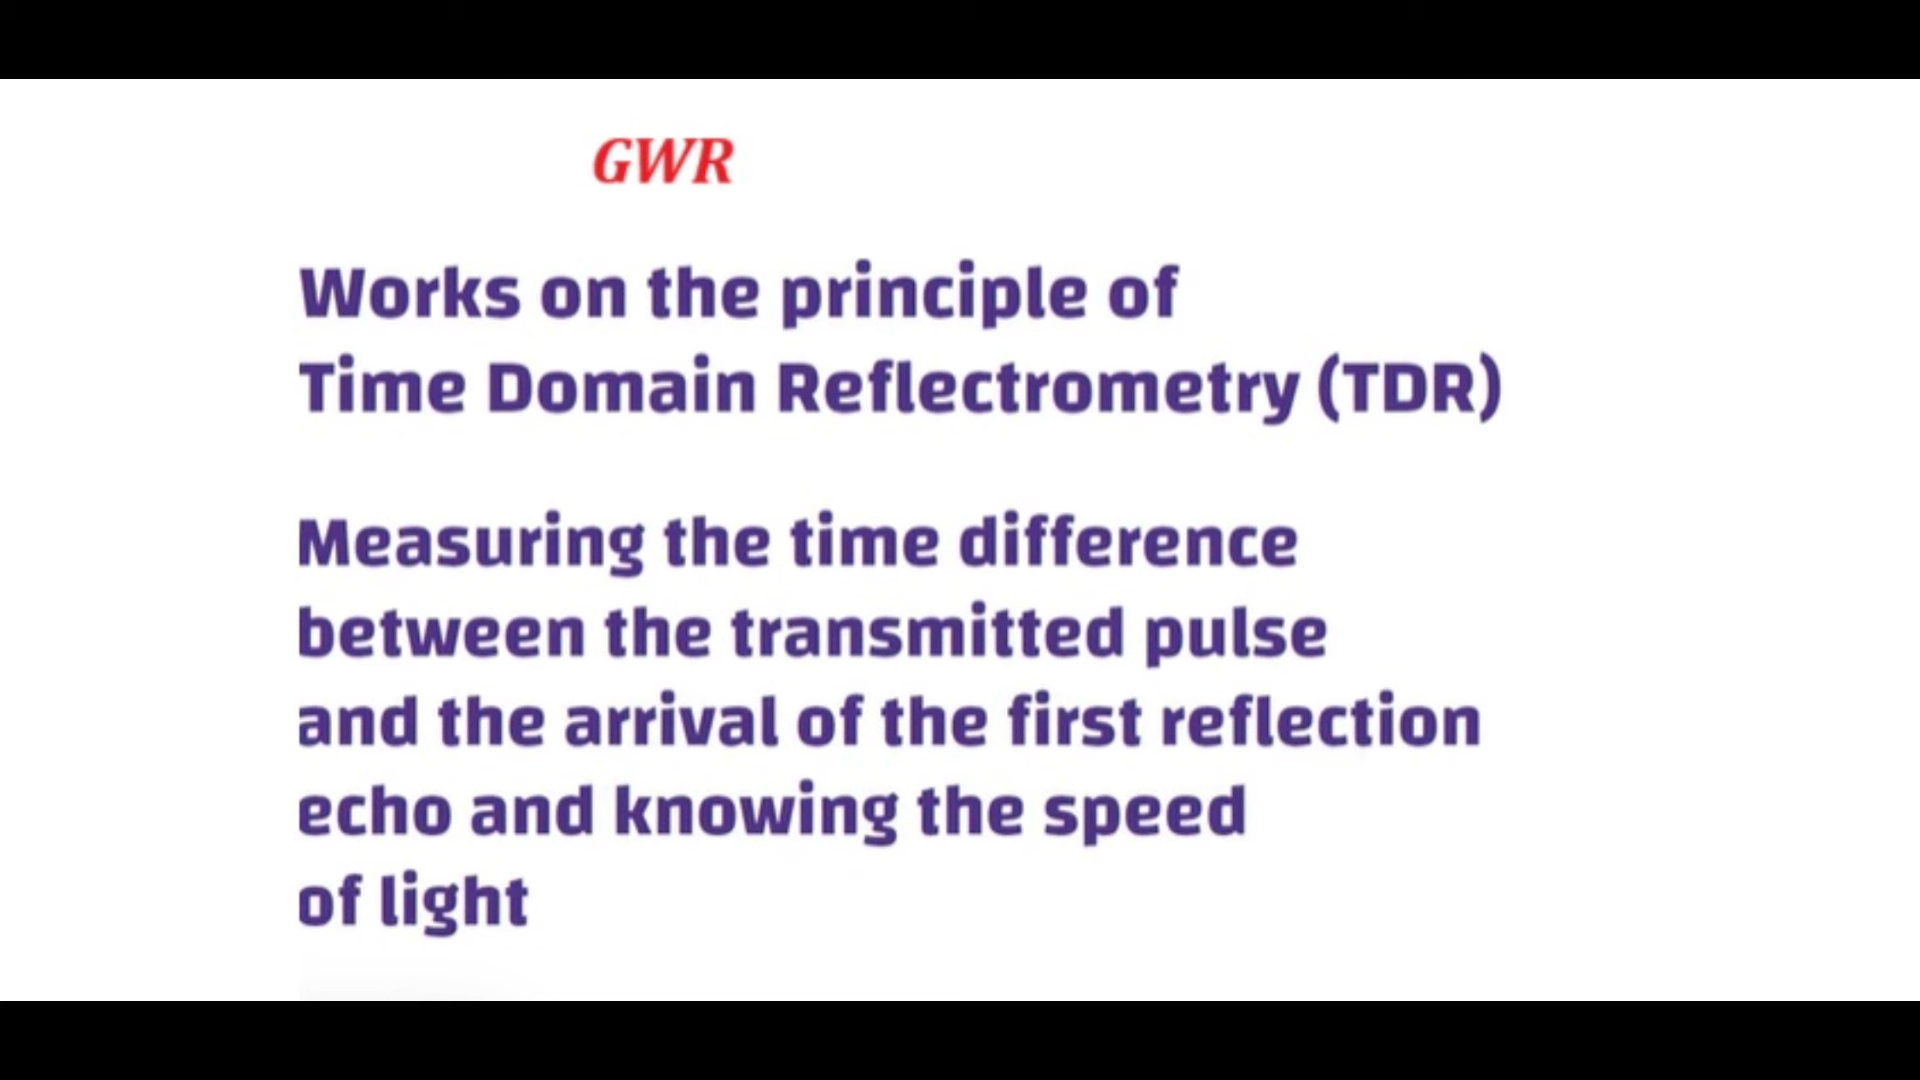 GWR
Works on the principle of
Time Domain Reflectrometry (TDR)
Measuring the time difference
between the transmitted pulse
and the arrival of the first reflection
echo and knowing the speed
of light